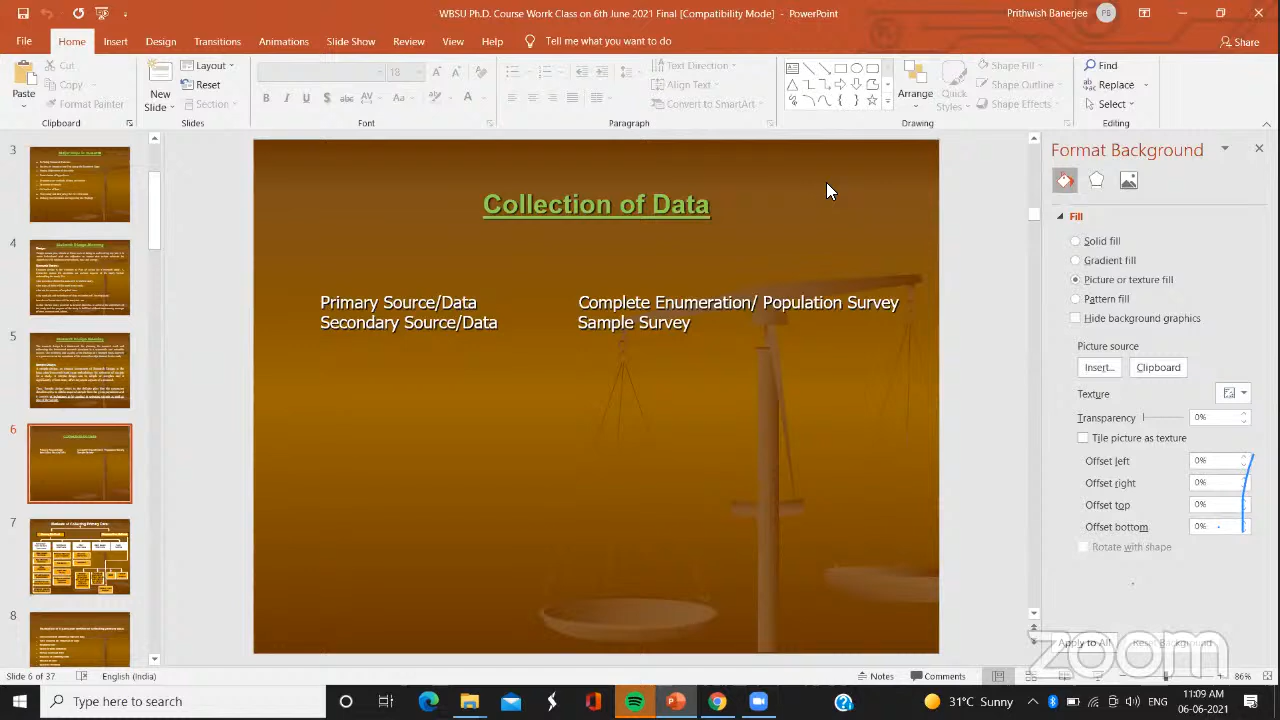 WBSU Ph.D. Course Work Class on 6th June 2021 Final [Compatibility Mode] - PowerPoint
Prithwish Banerjee PB
File Home Insert Design Transitions Animations Slide Show Review View Help Tell me what you want to do Share
Paste Cut Copy Format Painter
New Slide Layout Reset Section
18
Text Direction Align Text Convert to SmartArt
Arrange Quick Styles Shape Fill Shape Outline Shape Effects
Find Replace Select
Clipboard Slides Font Paragraph Drawing Editing
3
4
5
6
7
8
Collection of Data
Primary Source/Data
Secondary Source/Data
Complete Enumeration/ Population Survey
Sample Survey
Format Background
Fill
Solid fill
Gradient fill
Picture or texture fill
Pattern fill
Hide background graphics
Picture source
Insert... Clipboard
Texture
Transparency 0%
Tile picture as texture
Offset left 0%
Offset right 0%
Offset top 0%
Offset bottom 0%
Rotate with shape
Apply to All Reset Background
zoom
Slide 6 of 37 English (India) Notes Comments 86%
Type here to search
31°C Sunny ENG 11:09 AM
06-06-2021